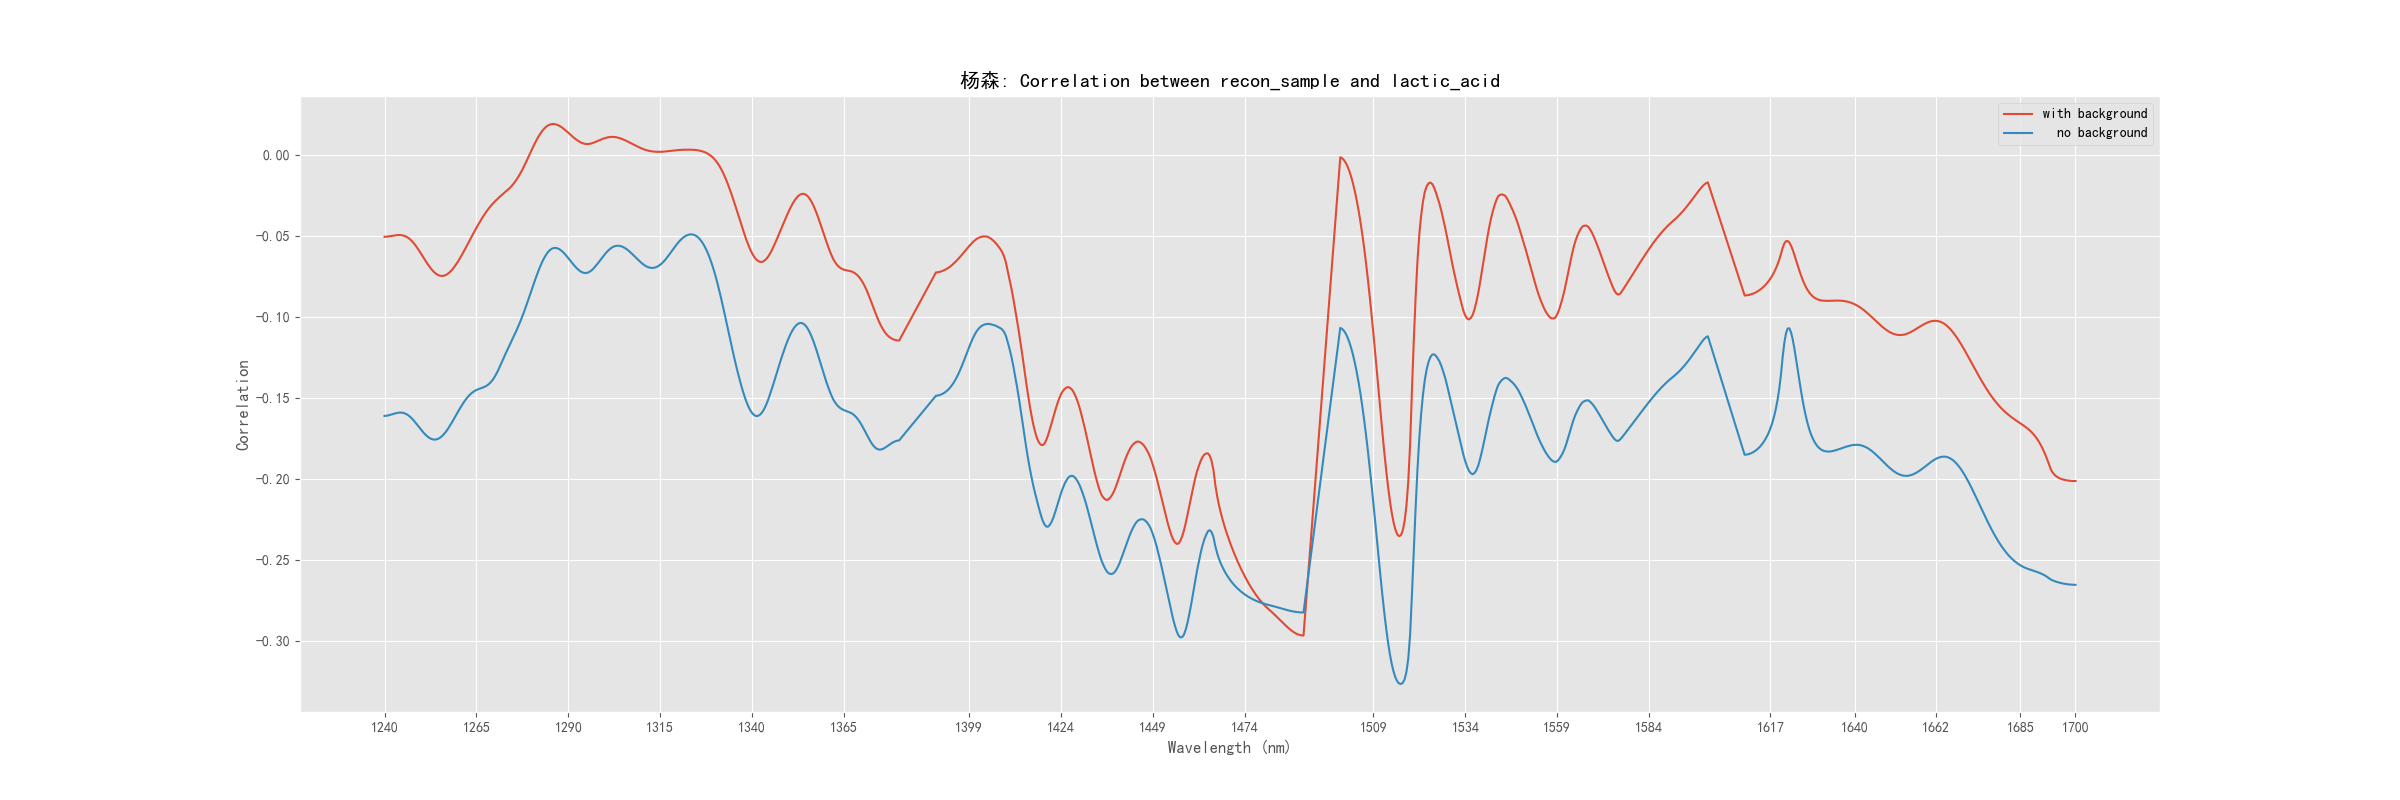 杨森: Correlation between recon_sample and lactic_acid
with background
no background
Correlation
0.00
−0.05
−0.10
−0.15
−0.20
−0.25
−0.30
1240 1265 1290 1315 1340 1365 1399 1424 1449 1474 1509 1534 1559 1584 1617 1640 1662 1685 1700
Wavelength (nm)